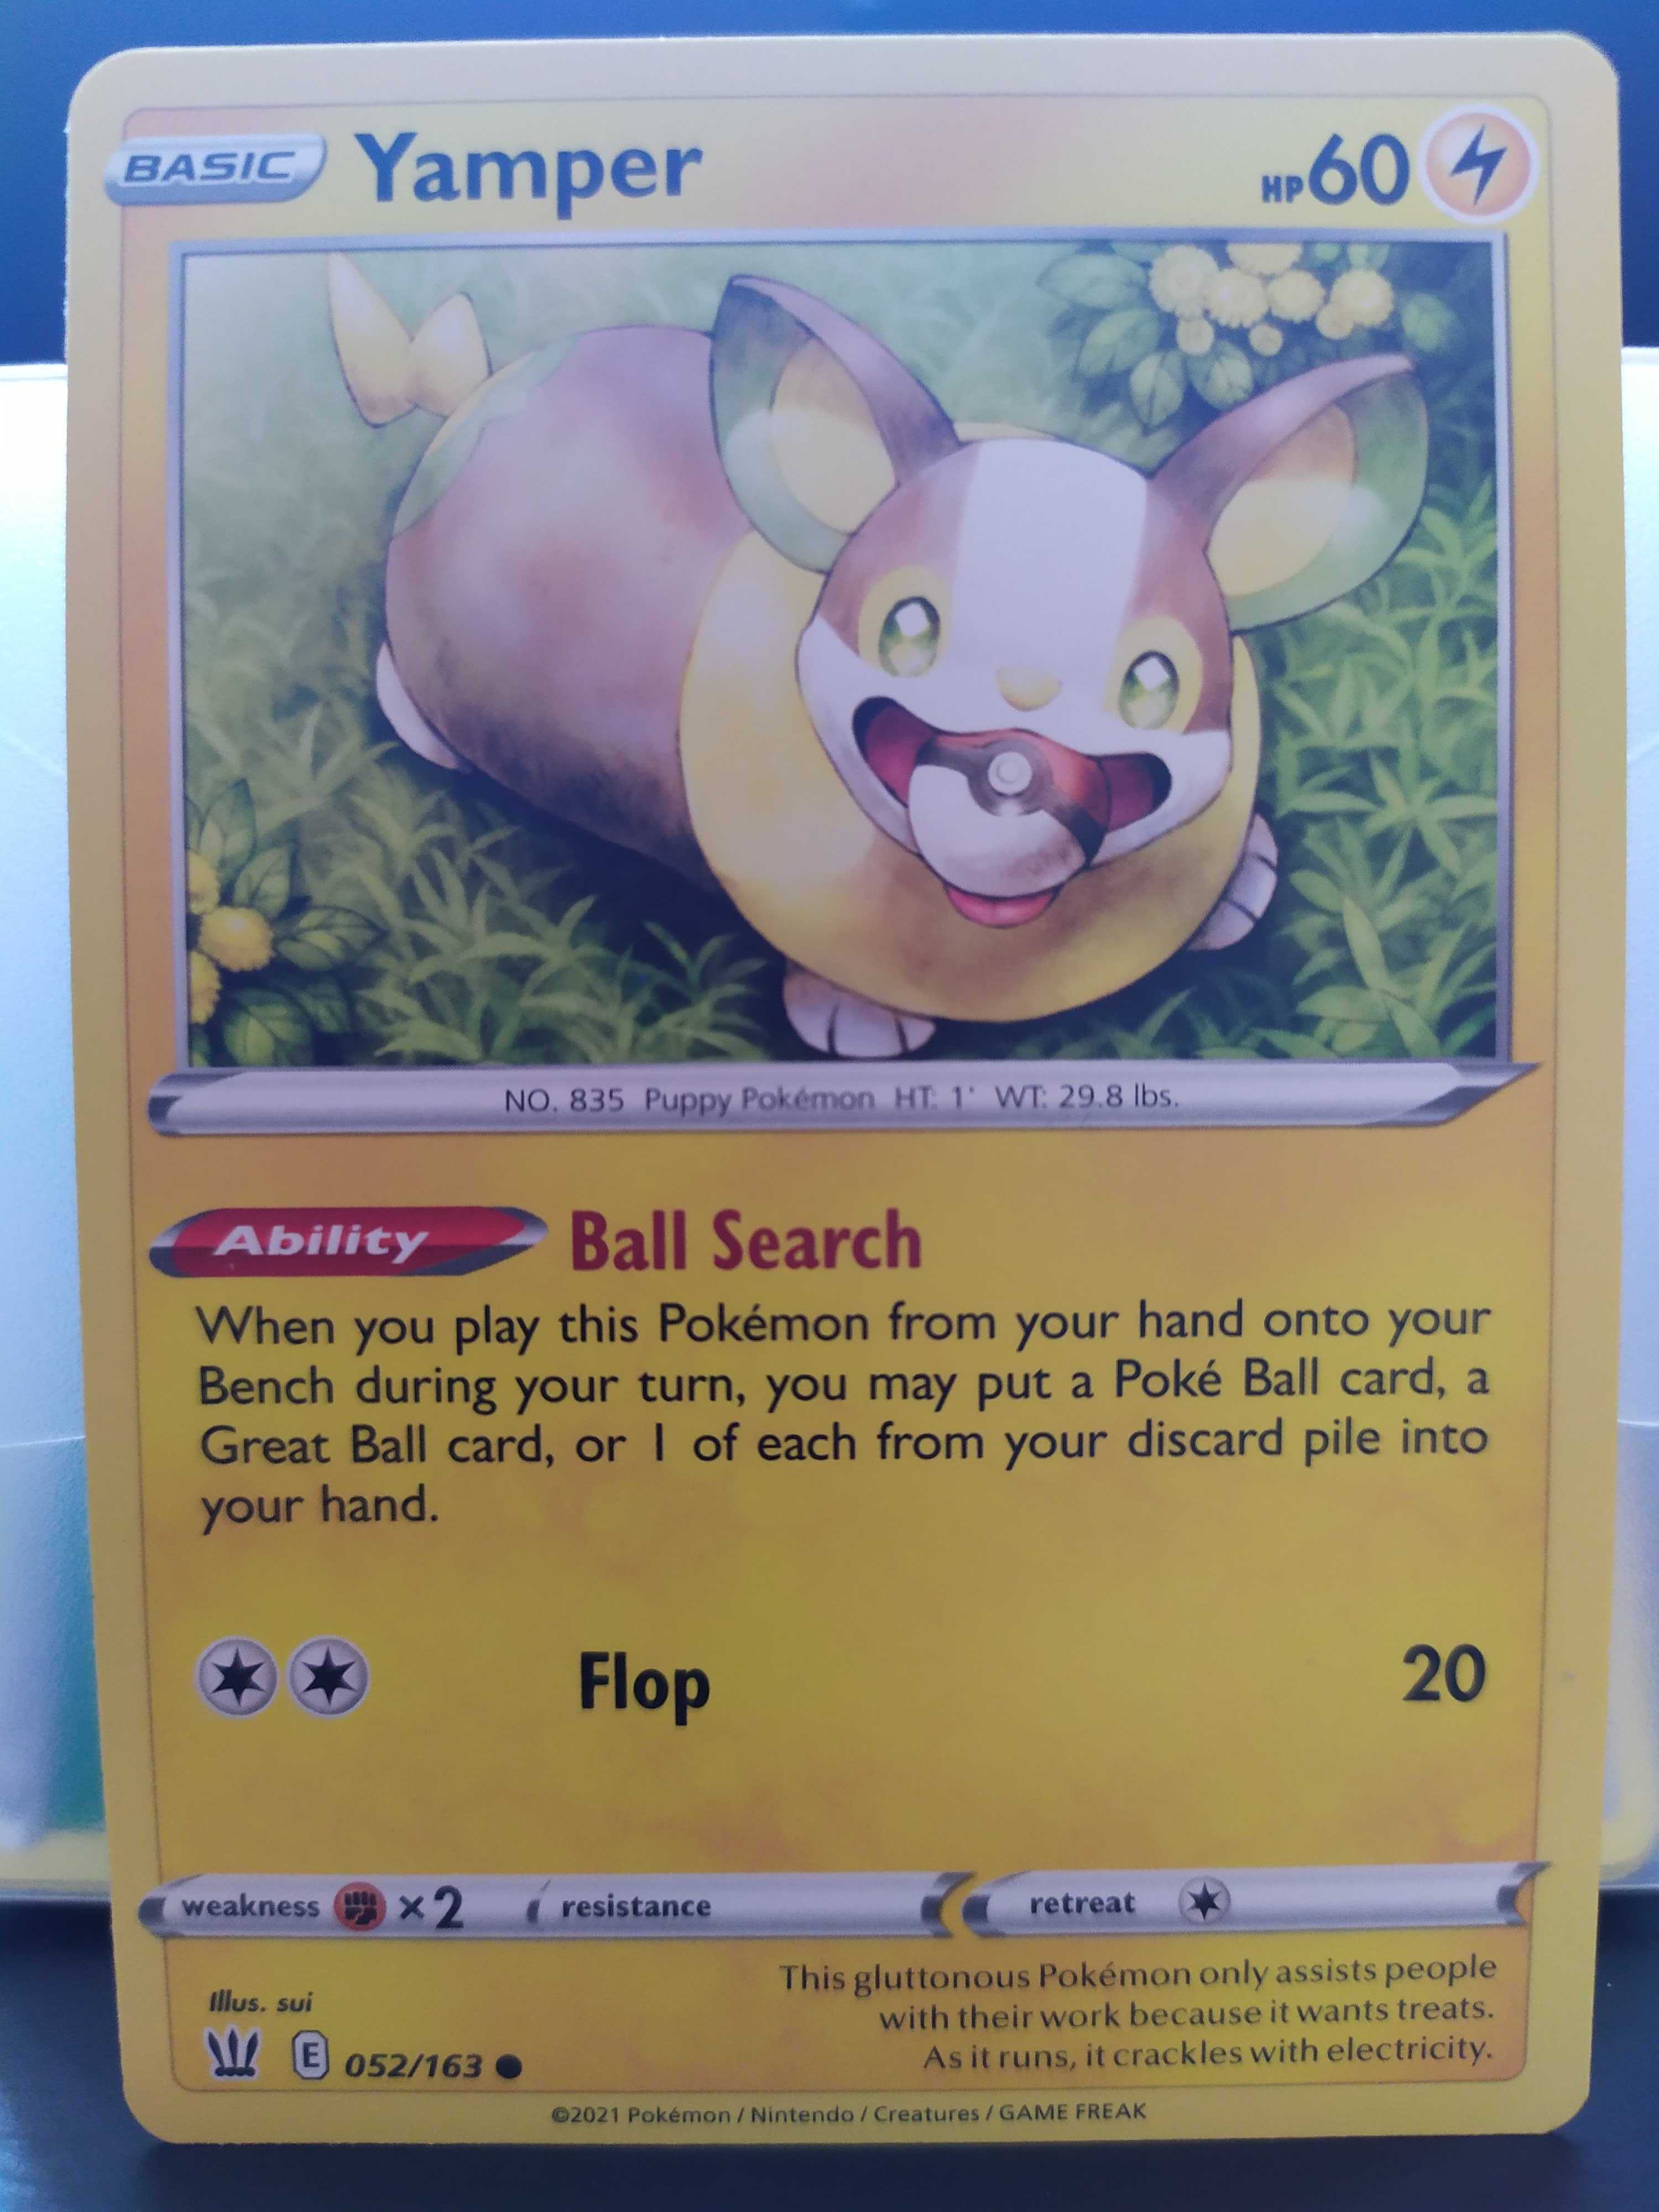 BASIC Yamper HP60
NO. 835 Puppy Pokémon HT: 1' WT: 29.8 lbs.
Ability Ball Search
When you play this Pokémon from your hand onto your
Bench during your turn, you may put a Poké Ball card, a
Great Ball card, or 1 of each from your discard pile into
your hand.
Flop 20
weakness ×2 resistance retreat
Illus. sui
This gluttonous Pokémon only assists people
with their work because it wants treats.
As it runs, it crackles with electricity.
E 052/163
©2021 Pokémon / Nintendo / Creatures / GAME FREAK